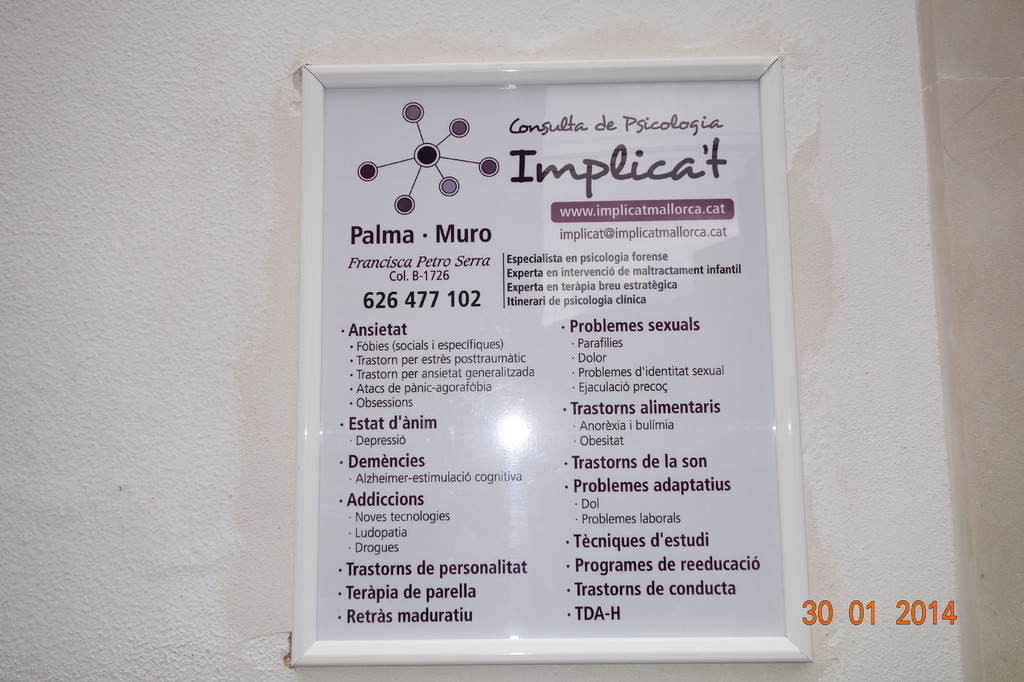 Consulta de Psicologia
Implica't
www.implicatmallorca.cat
implicat@implicatmallorca.cat
Palma · Muro
Francisca Petro Serra
Col. B-1726
626 477 102
Especialista en psicologia forense
Experta en intervenció de maltractament infantil
Experta en teràpia breu estratègica
Itinerari de psicologia clínica
· Ansietat
· Fòbies (socials i específiques)
· Trastorn per estrès posttraumàtic
· Trastorn per ansietat generalitzada
· Atacs de pànic-agorafòbia
· Obsessions
· Estat d'ànim
· Depressió
· Demències
· Alzheimer-estimulació cognitiva
· Addiccions
· Noves tecnologies
· Ludopatia
· Drogues
· Trastorns de personalitat
· Teràpia de parella
· Retràs maduratiu
· Problemes sexuals
· Parafílies
· Dolor
· Problemes d'identitat sexual
· Ejaculació precoç
· Trastorns alimentaris
· Anorèxia i bulímia
· Obesitat
· Trastorns de la son
· Problemes adaptatius
· Dol
· Problemes laborals
· Tècniques d'estudi
· Programes de reeducació
· Trastorns de conducta
· TDA-H
30 01 2014